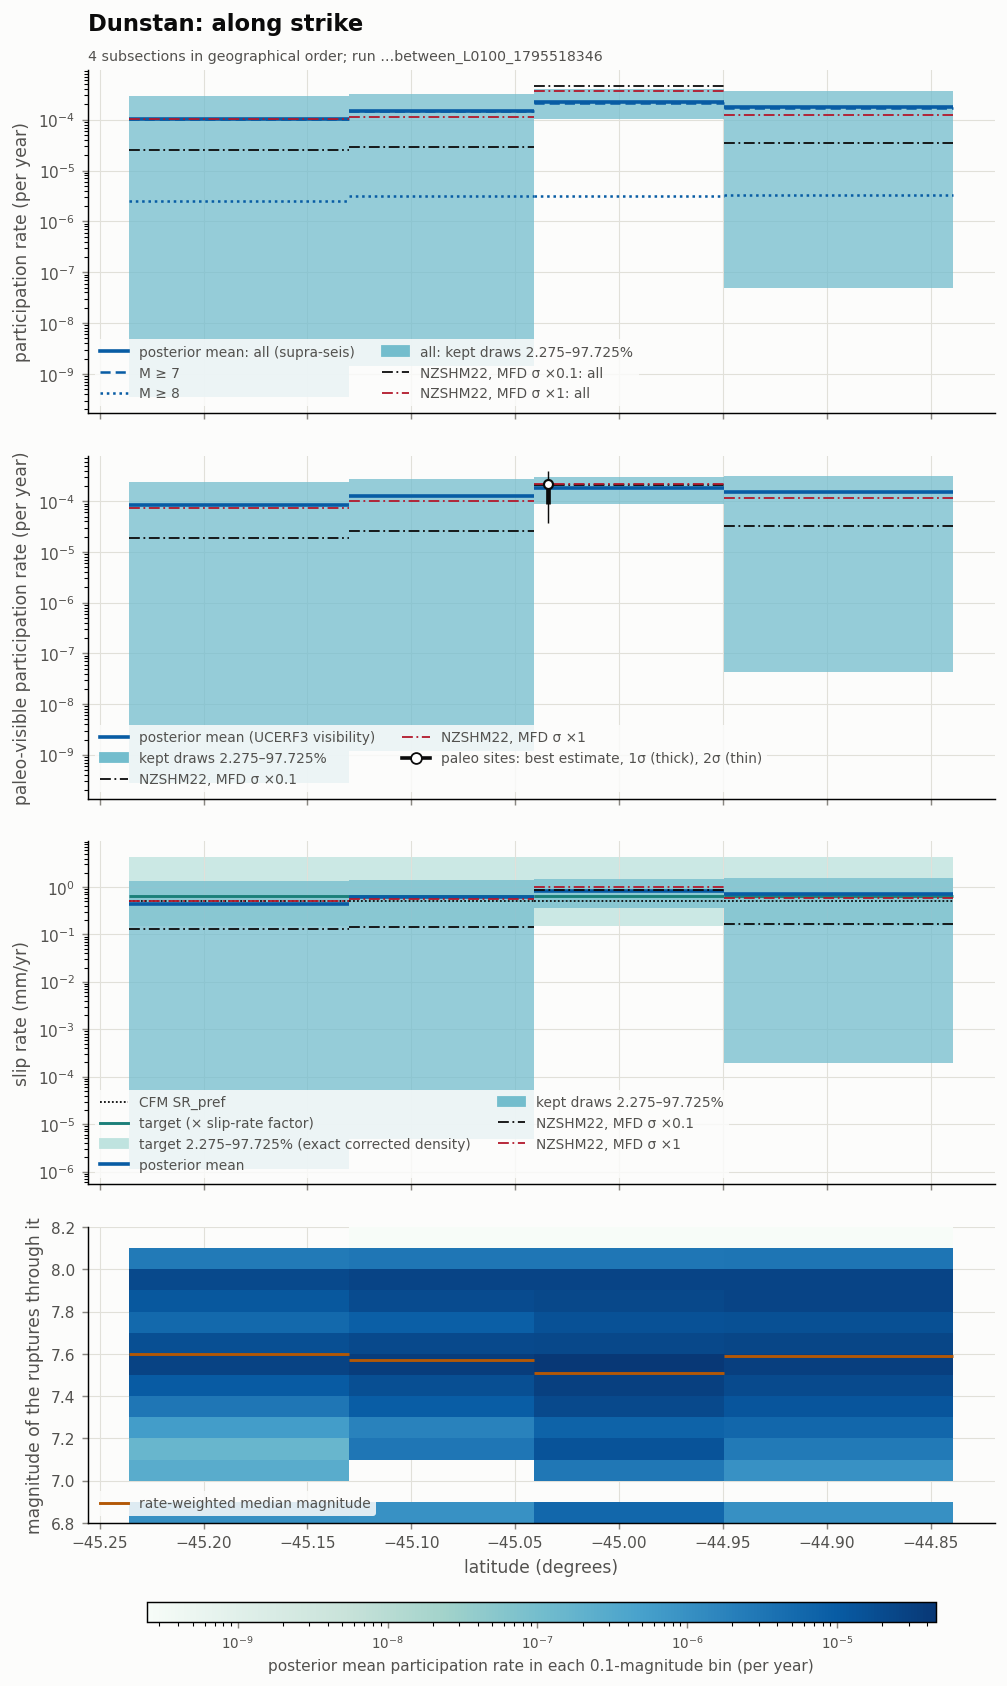 Dunstan: along strike
4 subsections in geographical order; run ...between_L0100_1795518346
participation rate (per year)
10⁻⁴
10⁻⁵
10⁻⁶
10⁻⁷
10⁻⁸
10⁻⁹
posterior mean: all (supra-seis)
M ≥ 7
M ≥ 8
all: kept draws 2.275–97.725%
NZSHM22, MFD σ ×0.1: all
NZSHM22, MFD σ ×1: all
paleo-visible participation rate (per year)
10⁻⁴
10⁻⁵
10⁻⁶
10⁻⁷
10⁻⁸
10⁻⁹
posterior mean (UCERF3 visibility)
kept draws 2.275–97.725%
NZSHM22, MFD σ ×0.1
NZSHM22, MFD σ ×1
paleo sites: best estimate, 1σ (thick), 2σ (thin)
slip rate (mm/yr)
10⁰
10⁻¹
10⁻²
10⁻³
10⁻⁴
10⁻⁵
10⁻⁶
CFM SR_pref
target (× slip-rate factor)
target 2.275–97.725% (exact corrected density)
posterior mean
kept draws 2.275–97.725%
NZSHM22, MFD σ ×0.1
NZSHM22, MFD σ ×1
magnitude of the ruptures through it
8.2
8.0
7.8
7.6
7.4
7.2
7.0
6.8
rate-weighted median magnitude
−45.25 −45.20 −45.15 −45.10 −45.05 −45.00 −44.95 −44.90 −44.85
latitude (degrees)
10⁻⁹ 10⁻⁸ 10⁻⁷ 10⁻⁶ 10⁻⁵
posterior mean participation rate in each 0.1-magnitude bin (per year)